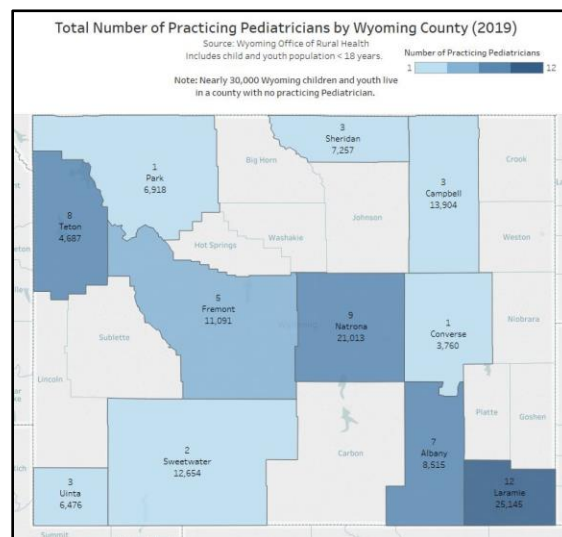 Total Number of Practicing Pediatricians by Wyoming County (2019)
Source: Wyoming Office of Rural Health
Includes child and youth population < 18 years.
Number of Practicing Pediatricians
1
12
Note: Nearly 30,000 Wyoming children and youth live
in a county with no practicing Pediatrician.
3
Sheridan
7,257
1
Park
6,918
Big Horn
Crook
3
Campbell
13,904
8
Teton
4,687
Johnson
Washakie
Hot Springs
Weston
5
Fremont
11,091
9
Natrona
21,013
1
Converse
3,760
Niobrara
Sublette
Lincoln
Platte
Goshen
2
Sweetwater
12,654
Carbon
7
Albany
8,515
3
Uinta
6,476
12
Laramie
25,145
Summit